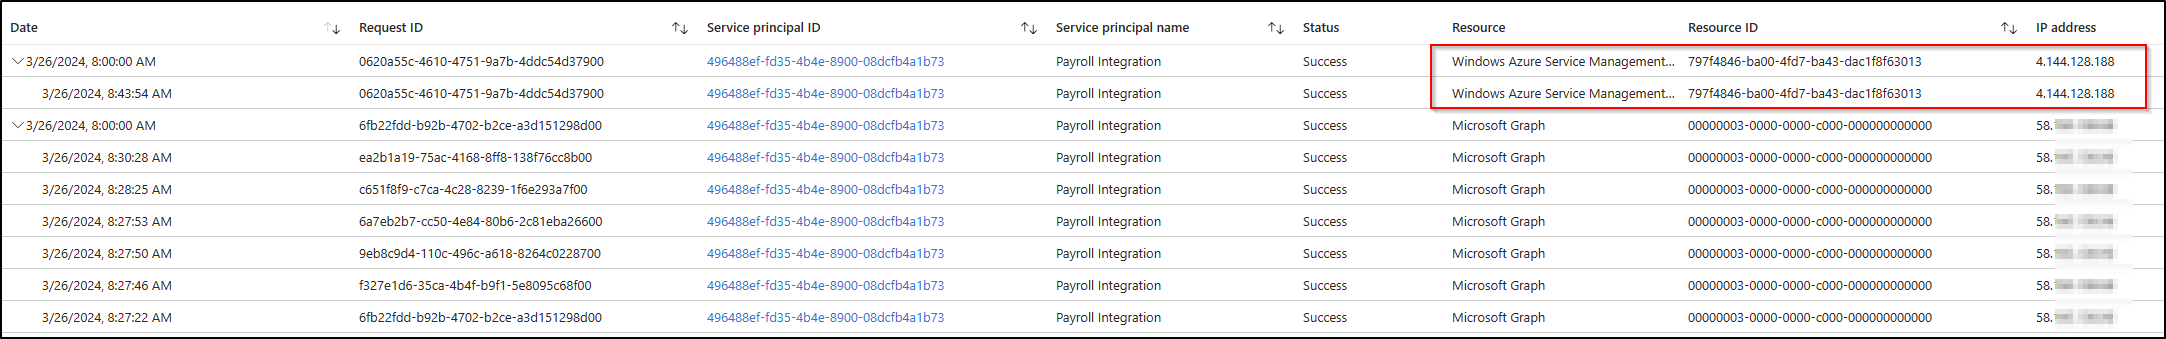 Date Request ID Service principal ID Service principal name Status Resource Resource ID IP address
3/26/2024, 8:00:00 AM 0620a55c-4610-4751-9a7b-4ddc54d37900 496488ef-fd35-4b4e-8900-08dcfb4a1b73 Payroll Integration Success Windows Azure Service Management... 797f4846-ba00-4fd7-ba43-dac1f8f63013 4.144.128.188
3/26/2024, 8:43:54 AM 0620a55c-4610-4751-9a7b-4ddc54d37900 496488ef-fd35-4b4e-8900-08dcfb4a1b73 Payroll Integration Success Windows Azure Service Management... 797f4846-ba00-4fd7-ba43-dac1f8f63013 4.144.128.188
3/26/2024, 8:00:00 AM 6fb22fdd-b92b-4702-b2ce-a3d151298d00 496488ef-fd35-4b4e-8900-08dcfb4a1b73 Payroll Integration Success Microsoft Graph 00000003-0000-0000-c000-000000000000 58.
3/26/2024, 8:30:28 AM ea2b1a19-75ac-4168-8ff8-138f76cc8b00 496488ef-fd35-4b4e-8900-08dcfb4a1b73 Payroll Integration Success Microsoft Graph 00000003-0000-0000-c000-000000000000 58.
3/26/2024, 8:28:25 AM c651f8f9-c7ca-4c28-8239-1f6e293a7f00 496488ef-fd35-4b4e-8900-08dcfb4a1b73 Payroll Integration Success Microsoft Graph 00000003-0000-0000-c000-000000000000 58.
3/26/2024, 8:27:53 AM 6a7eb2b7-cc50-4e84-80b6-2c81eba26600 496488ef-fd35-4b4e-8900-08dcfb4a1b73 Payroll Integration Success Microsoft Graph 00000003-0000-0000-c000-000000000000 58.
3/26/2024, 8:27:50 AM 9eb8c9d4-110c-496c-a618-8264c0228700 496488ef-fd35-4b4e-8900-08dcfb4a1b73 Payroll Integration Success Microsoft Graph 00000003-0000-0000-c000-000000000000 58.
3/26/2024, 8:27:46 AM f327e1d6-35ca-4b4f-b9f1-5e8095c68f00 496488ef-fd35-4b4e-8900-08dcfb4a1b73 Payroll Integration Success Microsoft Graph 00000003-0000-0000-c000-000000000000 58.
3/26/2024, 8:27:22 AM 6fb22fdd-b92b-4702-b2ce-a3d151298d00 496488ef-fd35-4b4e-8900-08dcfb4a1b73 Payroll Integration Success Microsoft Graph 00000003-0000-0000-c000-000000000000 58.